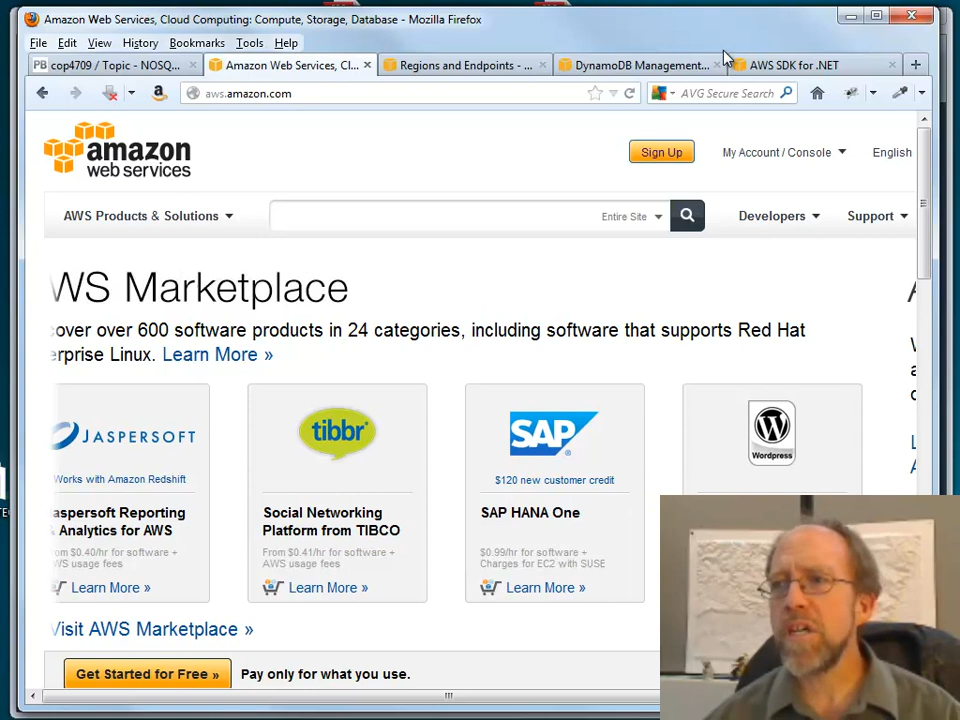 Amazon Web Services, Cloud Computing: Compute, Storage, Database - Mozilla Firefox
File Edit View History Bookmarks Tools Help
PB cop4709 / Topic - NOSQ... Amazon Web Services, Cl... Regions and Endpoints - ... DynamoDB Management... AWS SDK for .NET
aws.amazon.com AVG Secure Search
amazon
web services
Sign Up My Account / Console English
AWS Products & Solutions Entire Site Developers Support
WS Marketplace
cover over 600 software products in 24 categories, including software that supports Red Hat
erprise Linux. Learn More »
JASPERSOFT tibbr SAP Wordpress
Works with Amazon Redshift $120 new customer credit
aspersoft Reporting Social Networking SAP HANA One
Analytics for AWS Platform from TIBCO
om $0.40/hr for software + From $0.41/hr for software + $0.99/hr for software +
WS usage fees AWS usage fees Charges for EC2 with SUSE
Learn More » Learn More » Learn More »
Visit AWS Marketplace »
Get Started for Free » Pay only for what you use.